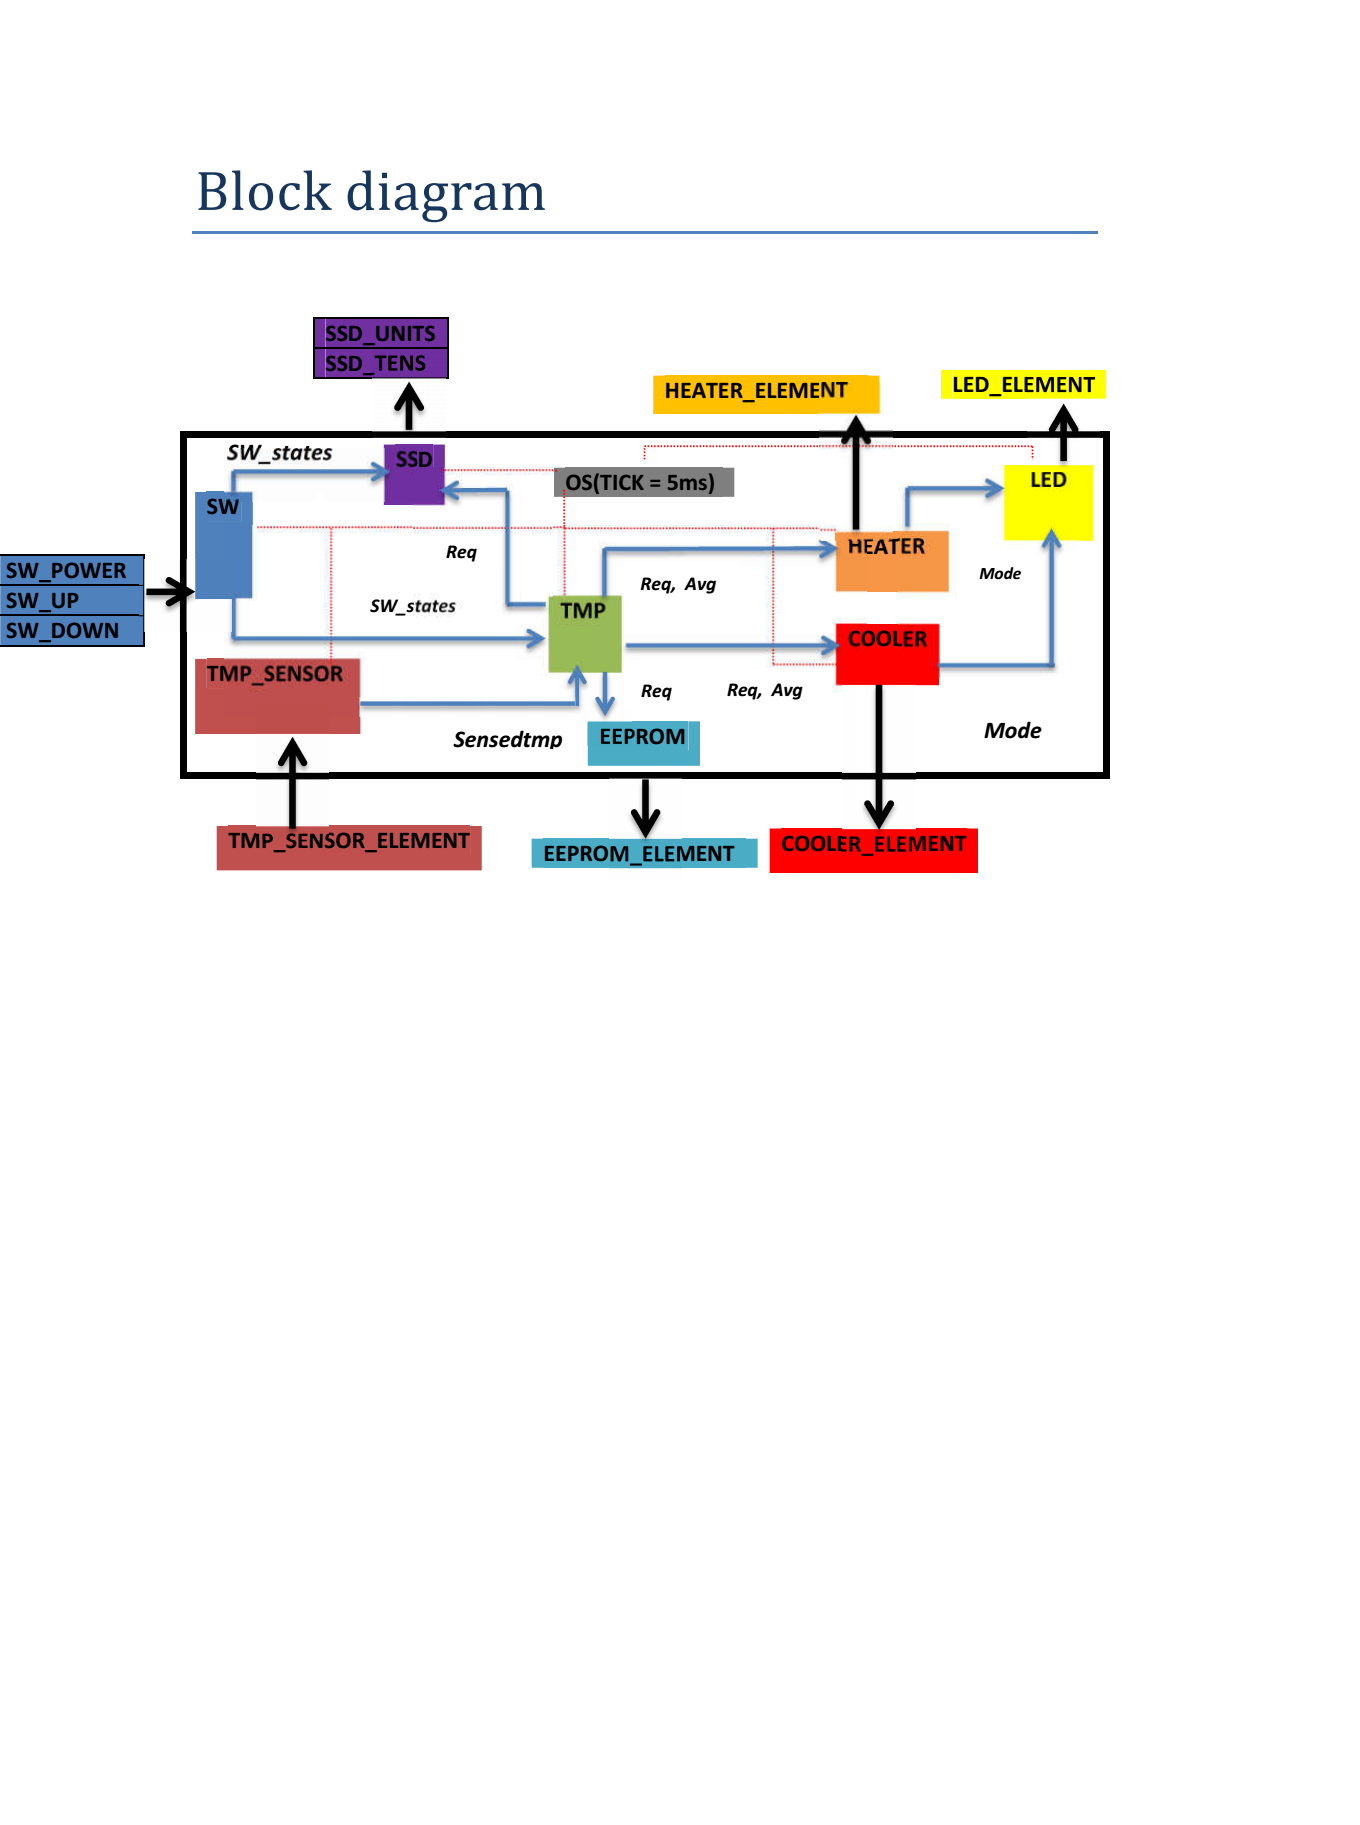 Block diagram
SSD_UNITS
SSD_TENS
HEATER_ELEMENT
LED_ELEMENT
SW_states
SSD
OS(TICK = 5ms)
LED
SW
Req
HEATER
Mode
SW_POWER
SW_UP
SW_DOWN
Req, Avg
SW_states
TMP
COOLER
TMP_SENSOR
Req
Req, Avg
Sensedtmp
EEPROM
Mode
TMP_SENSOR_ELEMENT
EEPROM_ELEMENT
COOLER_ELEMENT